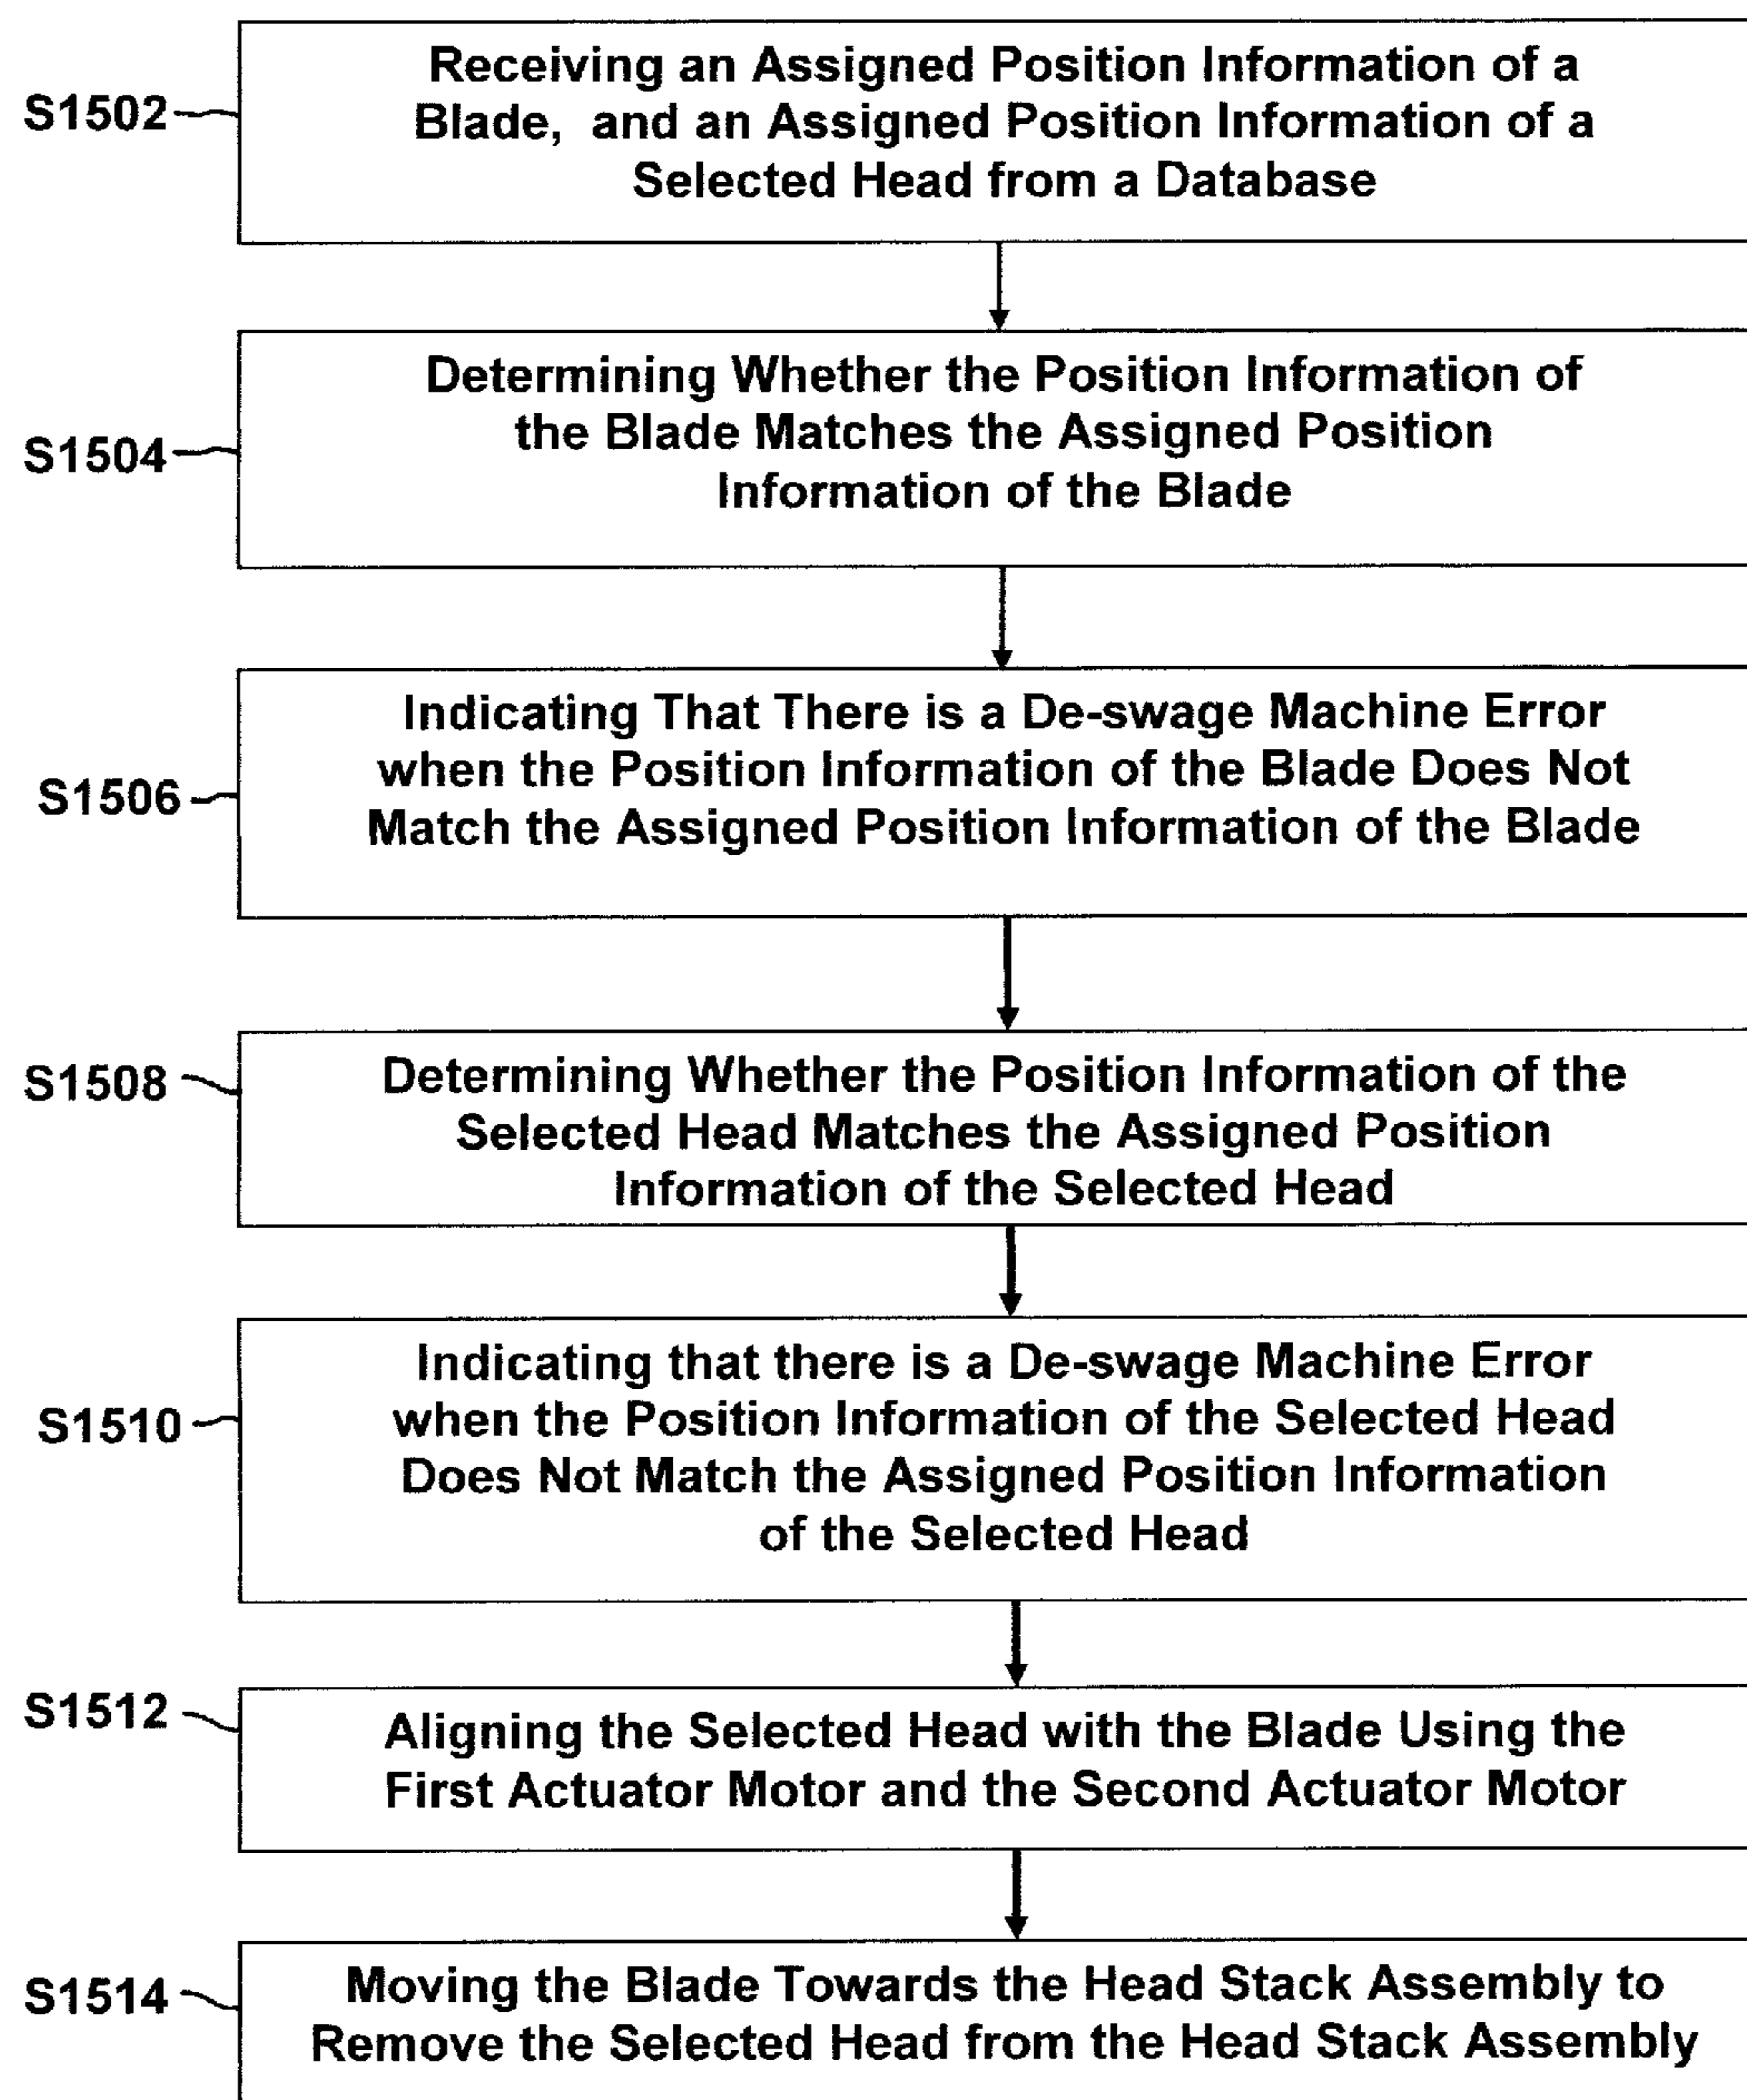 S1502
Receiving an Assigned Position Information of a
Blade, and an Assigned Position Information of a
Selected Head from a Database
S1504
Determining Whether the Position Information of
the Blade Matches the Assigned Position
Information of the Blade
S1506
Indicating That There is a De-swage Machine Error
when the Position Information of the Blade Does Not
Match the Assigned Position Information of the Blade
S1508
Determining Whether the Position Information of the
Selected Head Matches the Assigned Position
Information of the Selected Head
S1510
Indicating that there is a De-swage Machine Error
when the Position Information of the Selected Head
Does Not Match the Assigned Position Information
of the Selected Head
S1512
Aligning the Selected Head with the Blade Using the
First Actuator Motor and the Second Actuator Motor
S1514
Moving the Blade Towards the Head Stack Assembly to
Remove the Selected Head from the Head Stack Assembly